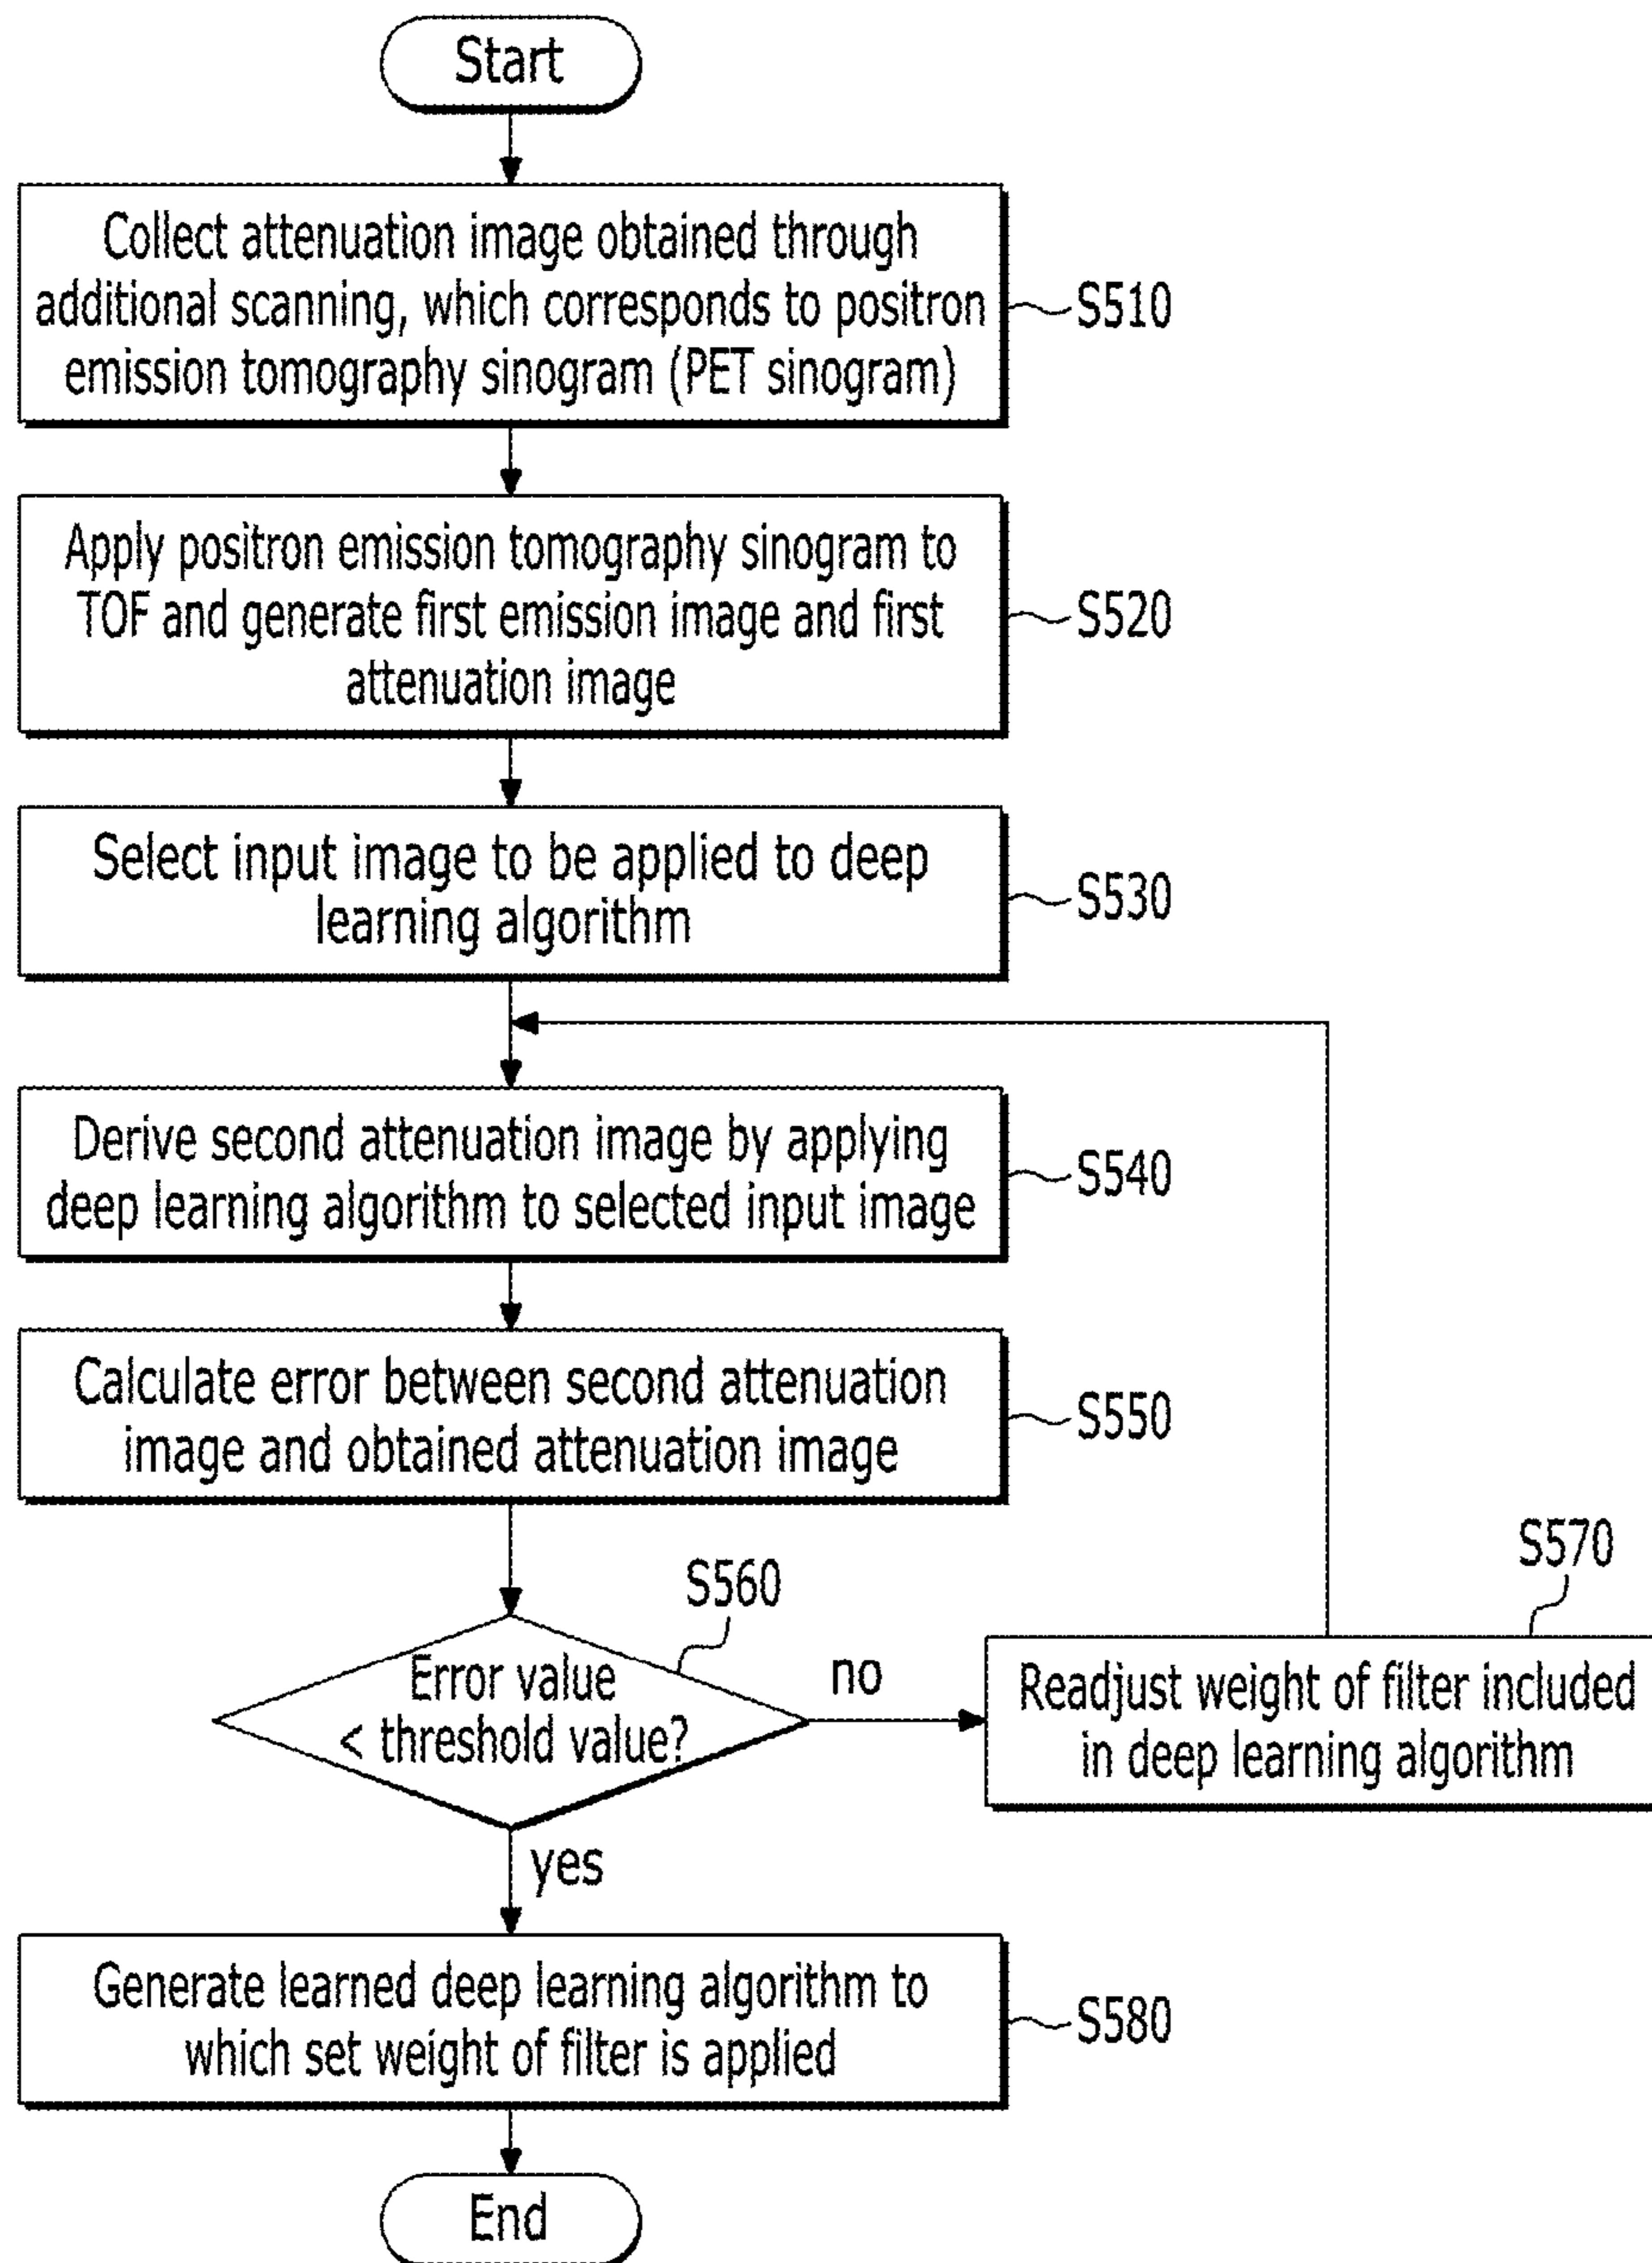 Start
Collect attenuation image obtained through
additional scanning, which corresponds to positron
emission tomography sinogram (PET sinogram)
S510
Apply positron emission tomography sinogram to
TOF and generate first emission image and first
attenuation image
S520
Select input image to be applied to deep
learning algorithm
S530
Derive second attenuation image by applying
deep learning algorithm to selected input image
S540
Calculate error between second attenuation
image and obtained attenuation image
S550
S560
Error value
< threshold value?
no
S570
Readjust weight of filter included
in deep learning algorithm
yes
Generate learned deep learning algorithm to
which set weight of filter is applied
S580
End